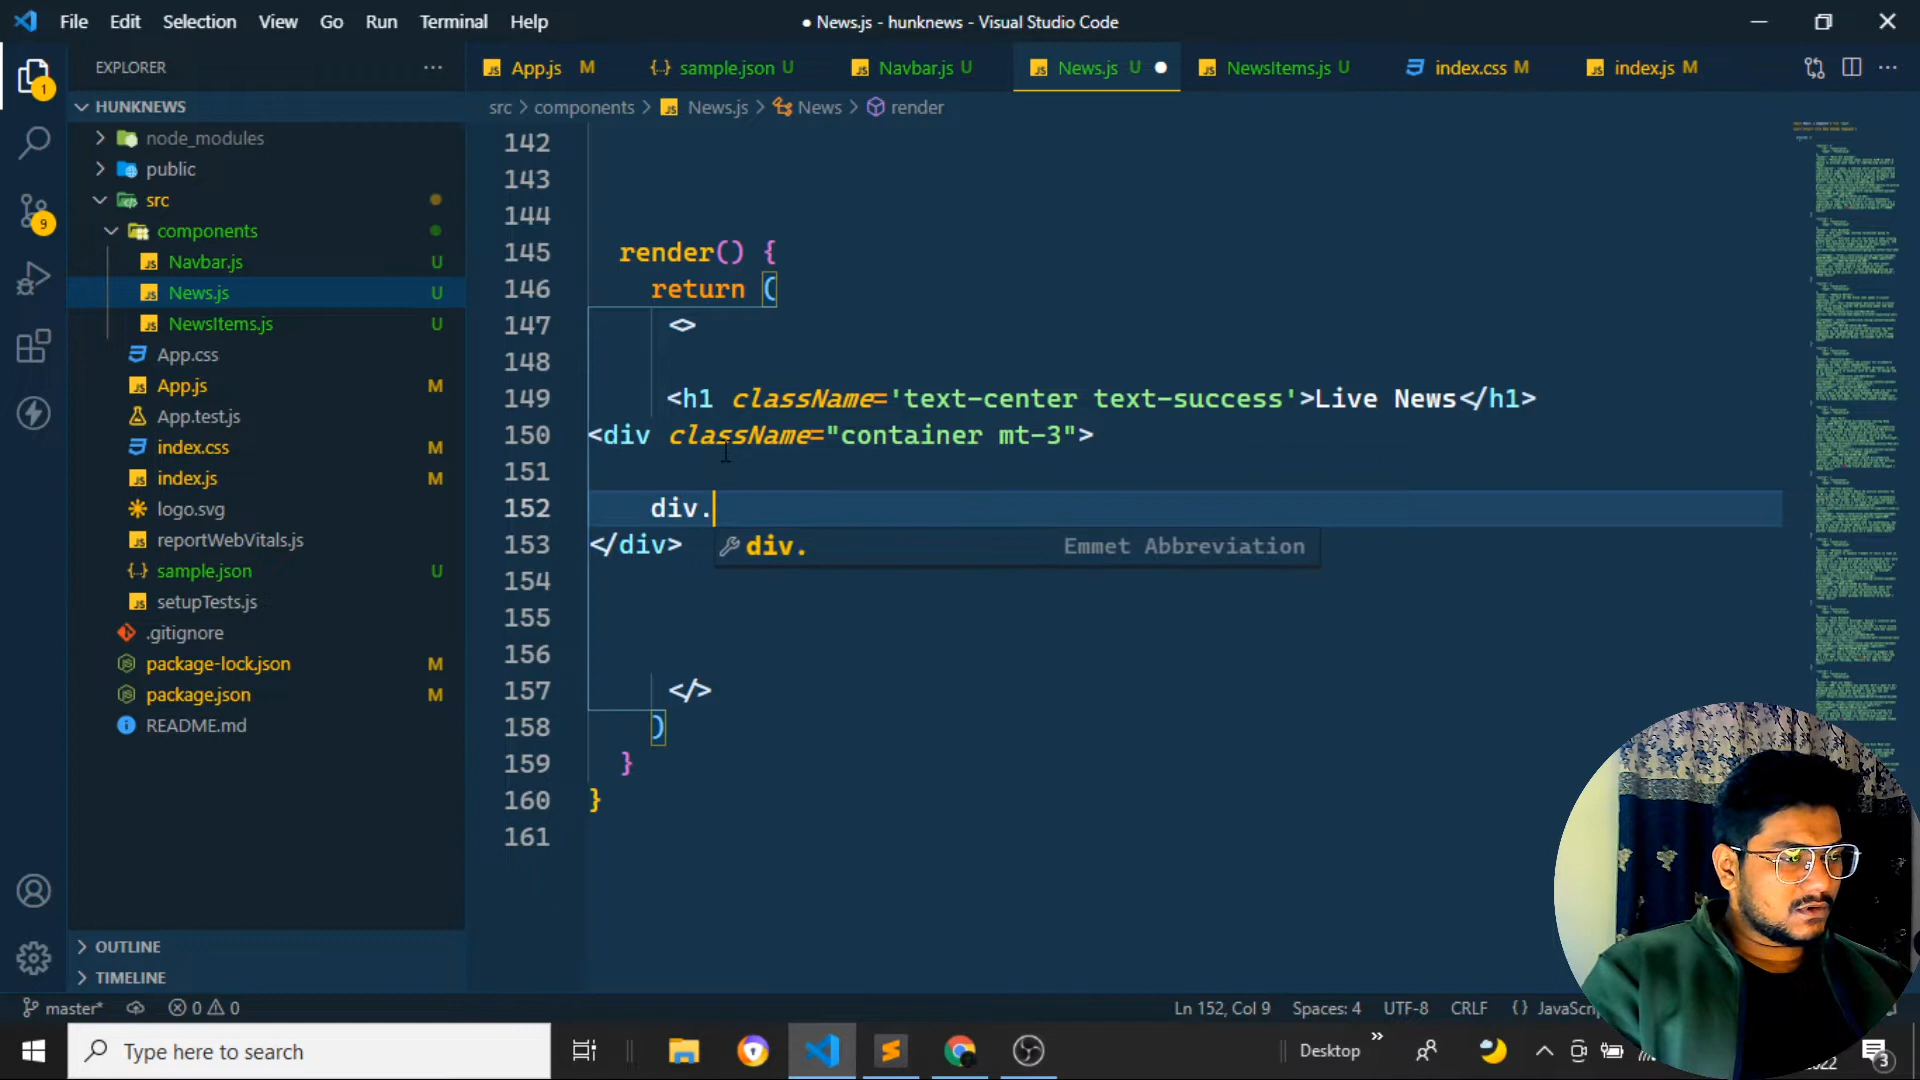 File Edit Selection View Go Run Terminal Help
● News.js - hunknews - Visual Studio Code
EXPLORER
App.js M
sample.json U
Navbar.js U
News.js U
NewsItems.js U
index.css M
index.js M
HUNKNEWS
src > components > News.js > News > render
node_modules
public
src
components
Navbar.js U
News.js U
NewsItems.js U
App.css
App.js M
App.test.js
index.css M
index.js M
logo.svg
reportWebVitals.js
sample.json U
setupTests.js
.gitignore
package-lock.json M
package.json M
README.md
OUTLINE
TIMELINE
1
9
142
143
144
145 render() {
146 return (
147 <>
148
149 <h1 className='text-center text-success'>Live News</h1>
150 <div className="container mt-3">
151
152 div.
153 </div>
div. Emmet Abbreviation
154
155
156
157 </>
158 )
159 }
160 }
161
master* 0 0
Ln 152, Col 9 Spaces: 4 UTF-8 CRLF
Type here to search
Desktop
3